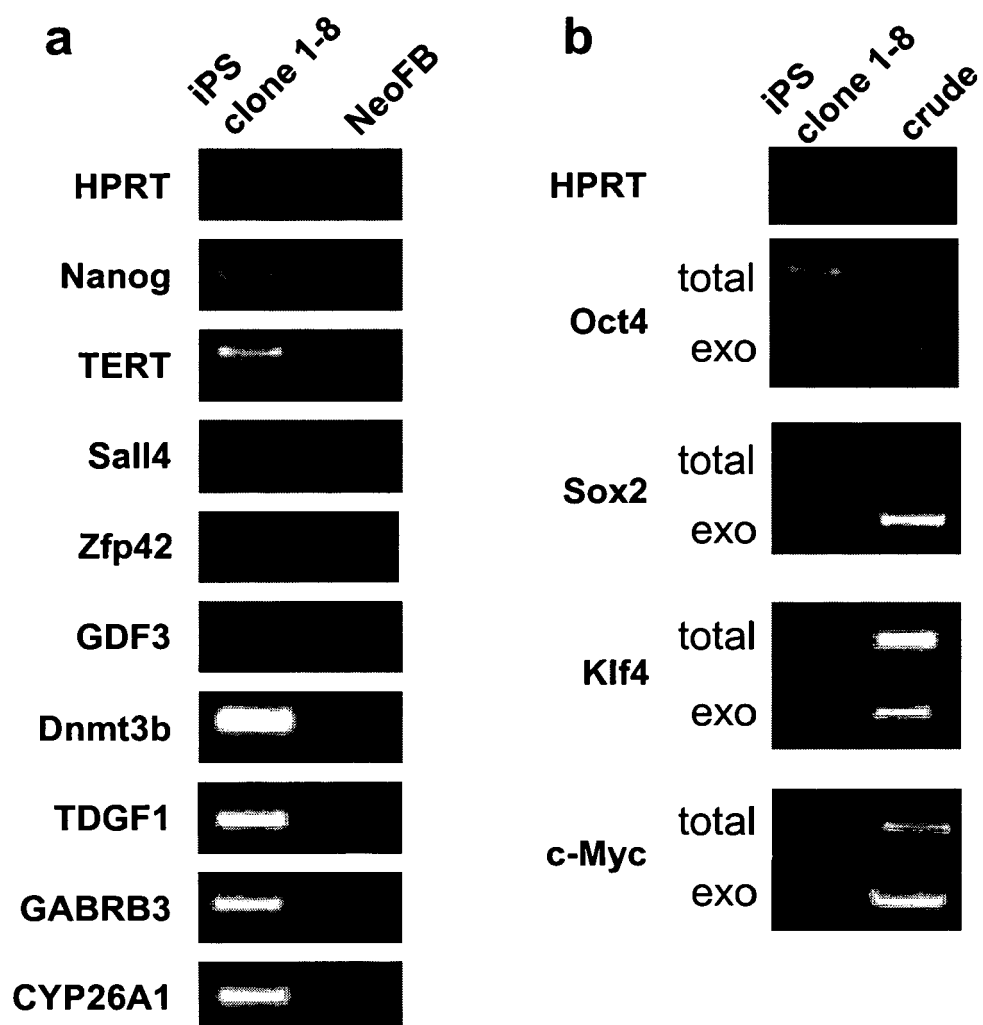 a
iPS
clone 1-8
NeoFB
HPRT
Nanog
TERT
Sall4
Zfp42
GDF3
Dnmt3b
TDGF1
GABRB3
CYP26A1
b
iPS
clone 1-8
crude
HPRT
total
Oct4
exo
total
Sox2
exo
total
Klf4
exo
total
c-Myc
exo